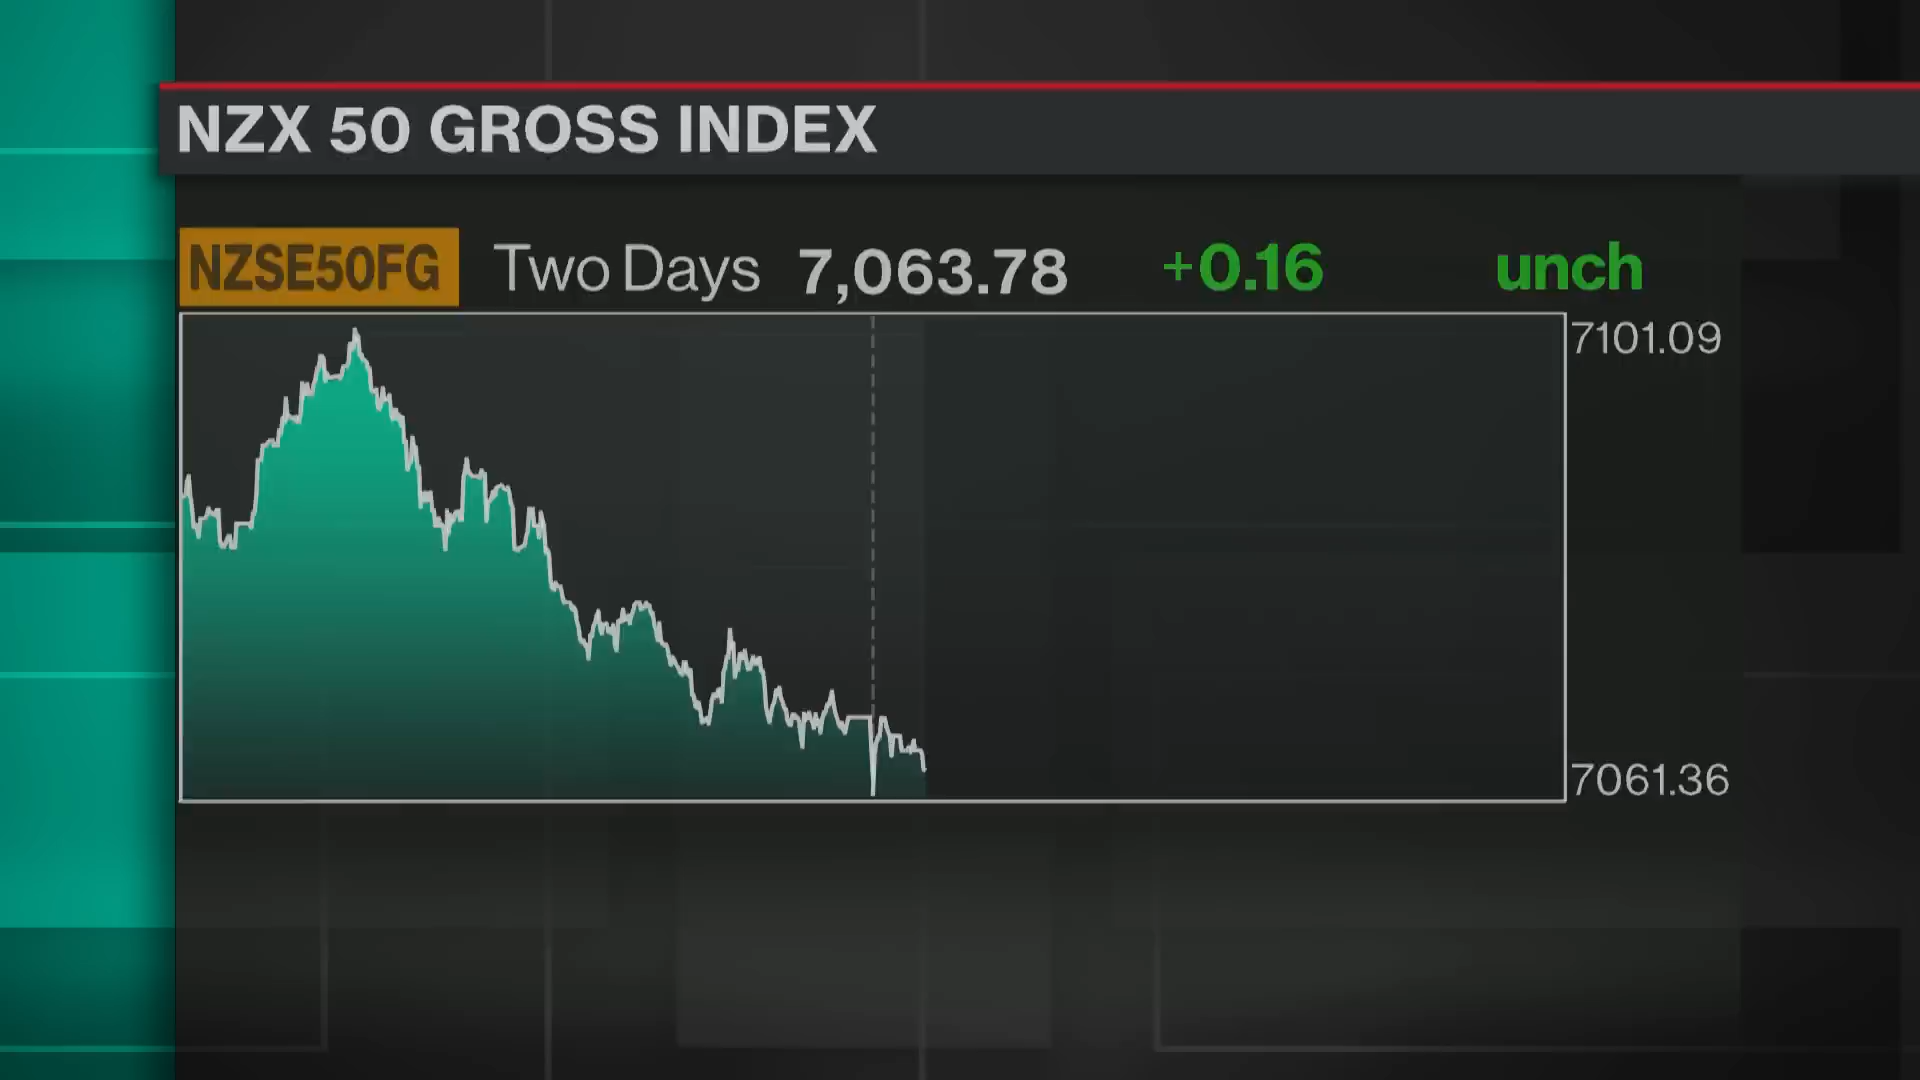 NZX 50 GROSS INDEX
NZSE50FG Two Days 7,063.78 +0.16 unch
7101.09
7061.36